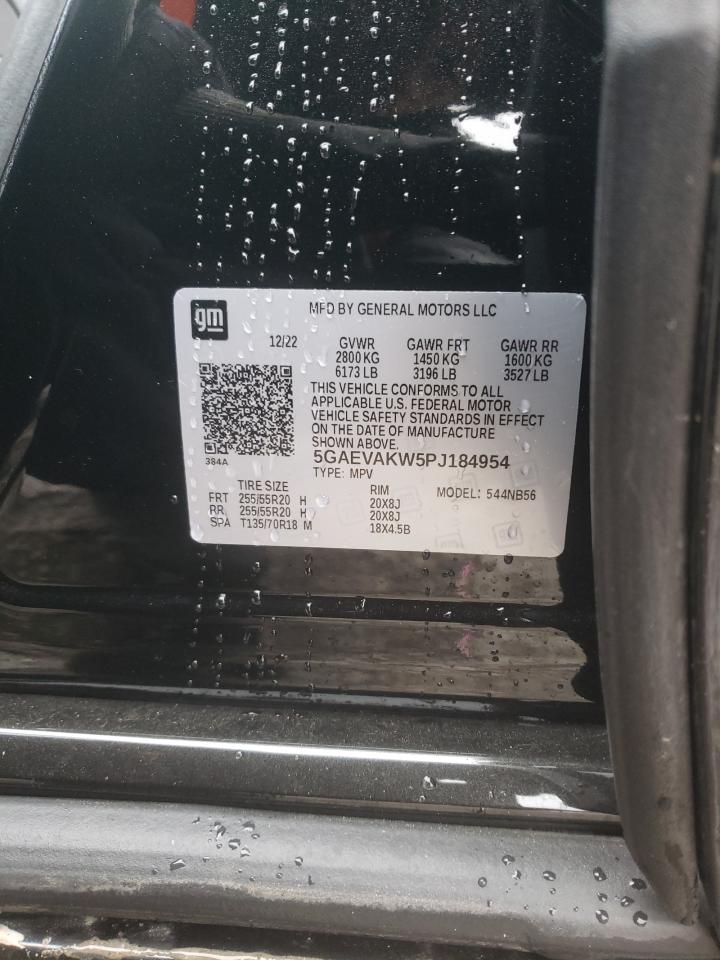 gm
MFD BY GENERAL MOTORS LLC
12/22 GVWR GAWR FRT GAWR RR
2800 KG 1450 KG 1600 KG
6173 LB 3196 LB 3527 LB
THIS VEHICLE CONFORMS TO ALL
APPLICABLE U.S. FEDERAL MOTOR
VEHICLE SAFETY STANDARDS IN EFFECT
ON THE DATE OF MANUFACTURE
SHOWN ABOVE.
384A
5GAEVAKW5PJ184954
TYPE: MPV
TIRE SIZE RIM MODEL: 544NB56
FRT 255/55R20 H 20X8J
RR 255/55R20 H 20X8J
SPA T135/70R18 M 18X4.5B